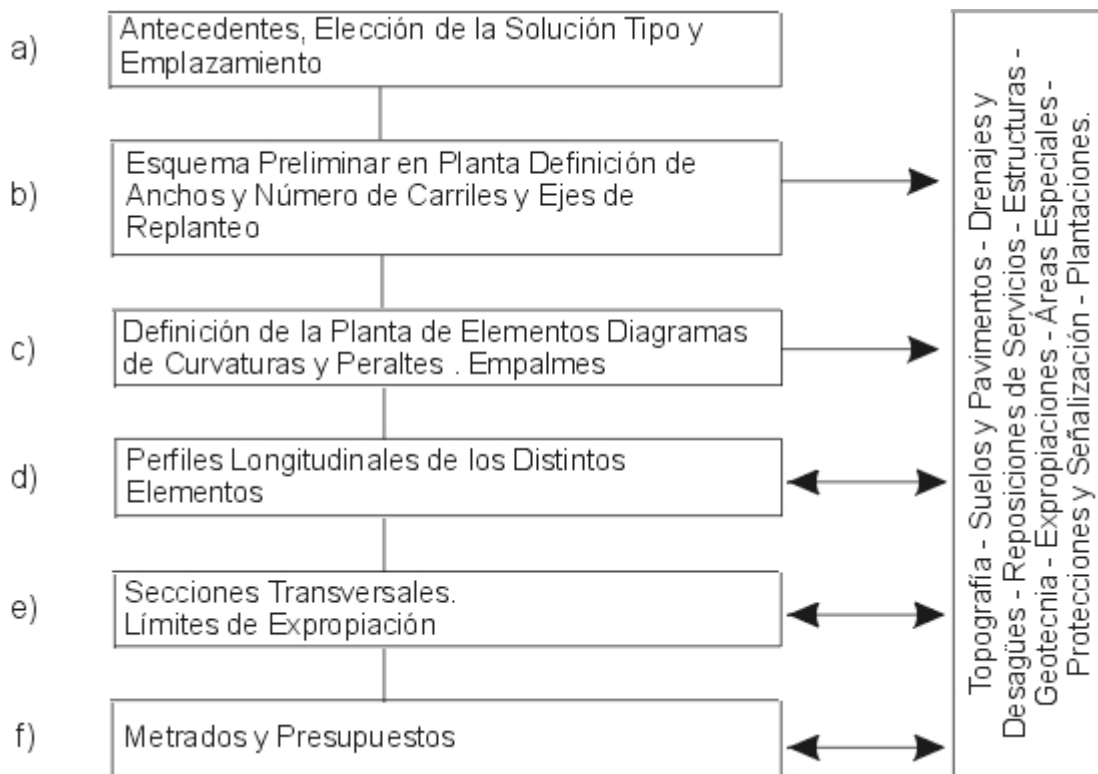 a)
Antecedentes, Elección de la Solución Tipo y
Emplazamiento
b)
Esquema Preliminar en Planta Definición de
Anchos y Número de Carriles y Ejes de
Replanteo
c)
Definición de la Planta de Elementos Diagramas
de Curvaturas y Peraltes . Empalmes
d)
Perfiles Longitudinales de los Distintos
Elementos
e)
Secciones Transversales.
Límites de Expropiación
f)
Metrados y Presupuestos
Topografía - Suelos y Pavimentos - Drenajes y
Desagües - Reposiciones de Servicios - Estructuras -
Geotecnia - Expropiaciones - Áreas Especiales -
Protecciones y Señalización - Plantaciones.